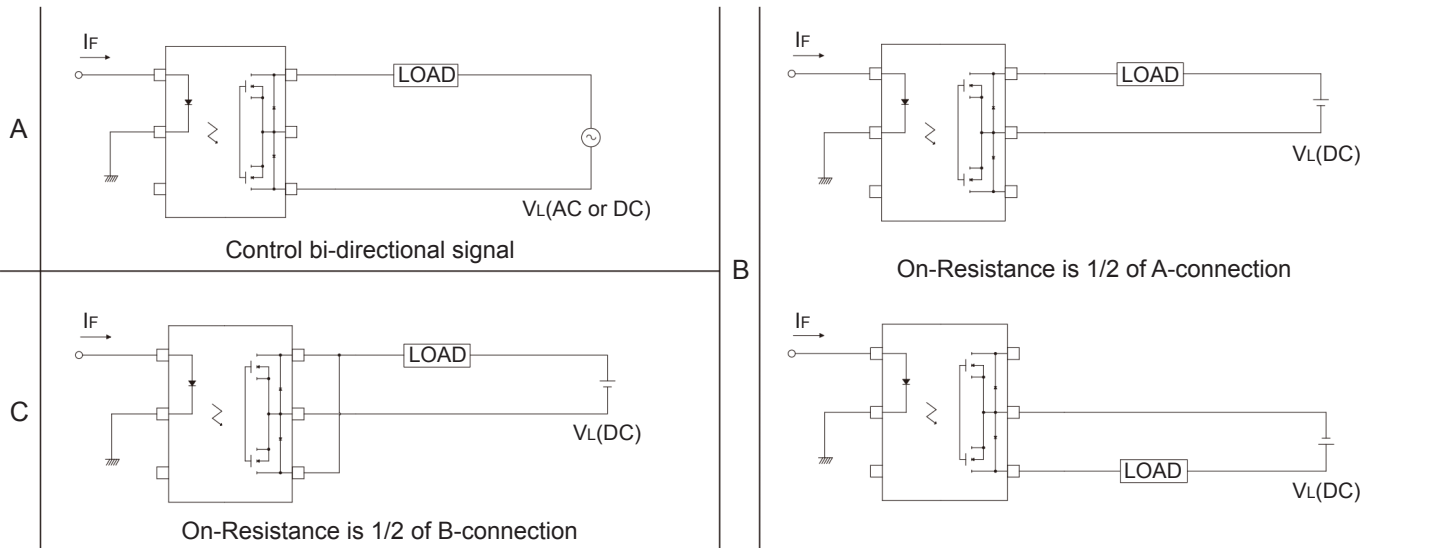 A
IF
LOAD
VL(AC or DC)
Control bi-directional signal
C
IF
LOAD
VL(DC)
On-Resistance is 1/2 of B-connection
B
IF
LOAD
VL(DC)
On-Resistance is 1/2 of A-connection
IF
LOAD
VL(DC)